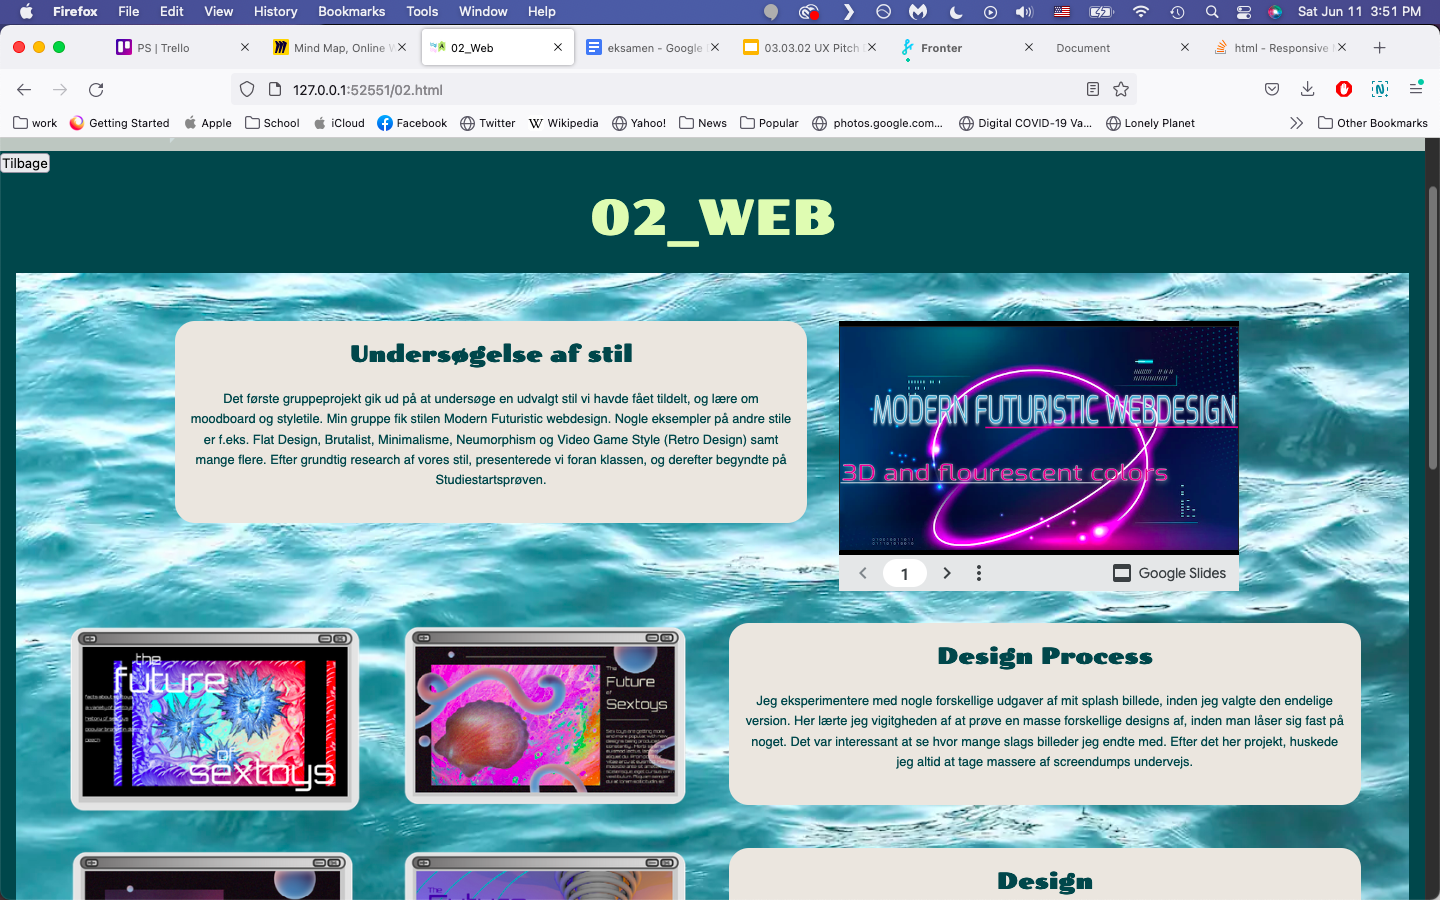 Firefox File Edit View History Bookmarks Tools Window Help Sat Jun 11 3:51 PM
PS | Trello
Mind Map, Online W
02_Web
eksamen - Google
03.03.02 UX Pitch
Fronter
Document
html - Responsive
127.0.0.1:52551/02.html
work Getting Started Apple School iCloud Facebook Twitter Wikipedia Yahoo! News Popular photos.google.com... Digital COVID-19 Va... Lonely Planet Other Bookmarks
Tilbage
02_WEB
Undersøgelse af stil
Det første gruppeprojekt gik ud på at undersøge en udvalgt stil vi havde fået tildelt, og lære om
moodboard og styletile. Min gruppe fik stilen Modern Futuristic webdesign. Nogle eksempler på andre stile
er f.eks. Flat Design, Brutalist, Minimalisme, Neumorphism og Video Game Style (Retro Design) samt
mange flere. Efter grundtig research af vores stil, presenterede vi foran klassen, og derefter begyndte på
Studiestartsprøven.
MODERN FUTURISTIC WEBDESIGN
3D and flourescent colors
1
Google Slides
the
future
of
sextoys
The
Future
of
Sextoys
Design Process
Jeg eksperimentere med nogle forskellige udgaver af mit splash billede, inden jeg valgte den endelige
version. Her lærte jeg vigitgheden af at prøve en masse forskellige designs af, inden man låser sig fast på
noget. Det var interessant at se hvor mange slags billeder jeg endte med. Efter det her projekt, huskede
jeg altid at tage massere af screendumps undervejs.
The
Design